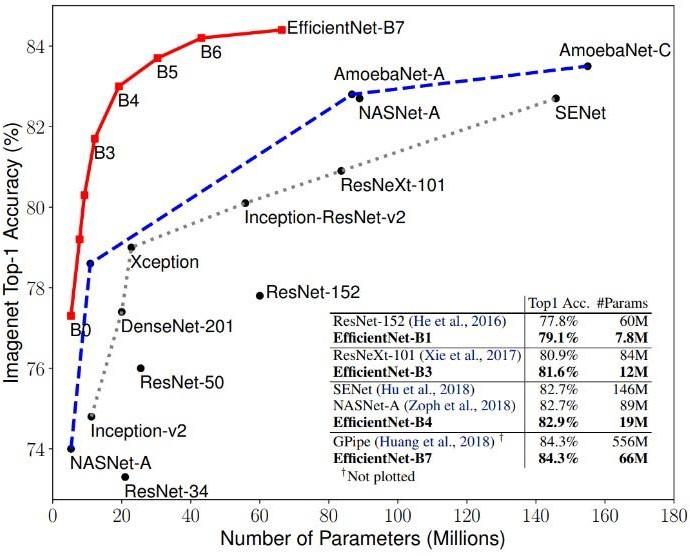 EfficientNet-B7
84
B6
AmoebaNet-C
B5
AmoebaNet-A
B4
NASNet-A
SENet
82
B3
ResNeXt-101
80
Inception-ResNet-v2
Xception
78
ResNet-152
B0
DenseNet-201
76
ResNet-50
Inception-v2
74
NASNet-A
ResNet-34
Imagenet Top-1 Accuracy (%)
Top1 Acc. #Params
ResNet-152 (He et al., 2016) 77.8% 60M
EfficientNet-B1 79.1% 7.8M
ResNeXt-101 (Xie et al., 2017) 80.9% 84M
EfficientNet-B3 81.6% 12M
SENet (Hu et al., 2018) 82.7% 146M
NASNet-A (Zoph et al., 2018) 82.7% 89M
EfficientNet-B4 82.9% 19M
GPipe (Huang et al., 2018) † 84.3% 556M
EfficientNet-B7 84.3% 66M
†Not plotted
0 20 40 60 80 100 120 140 160 180
Number of Parameters (Millions)